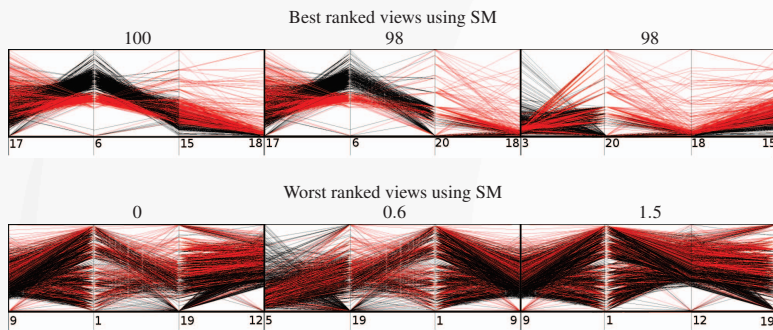 Best ranked views using SM
100 98 98
17 6 15 18 17 6 20 18 3 20 18 15
Worst ranked views using SM
0 0.6 1.5
9 1 19 12 5 19 1 9 9 1 12 19